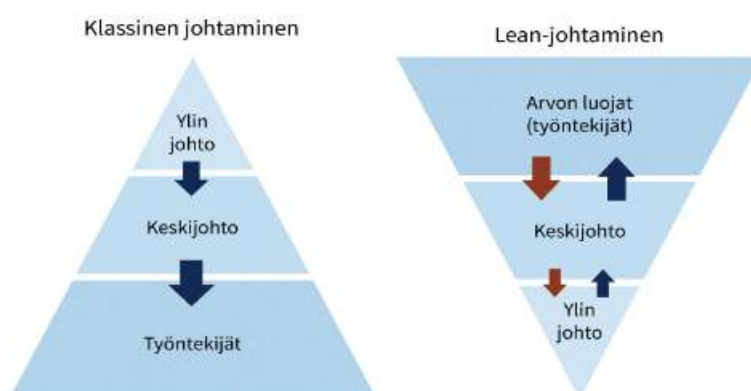 Klassinen johtaminen
Ylin
johto
Keskijohto
Työntekijät
Lean-johtaminen
Arvon luojat
(työntekijät)
Keskijohto
Ylin
johto